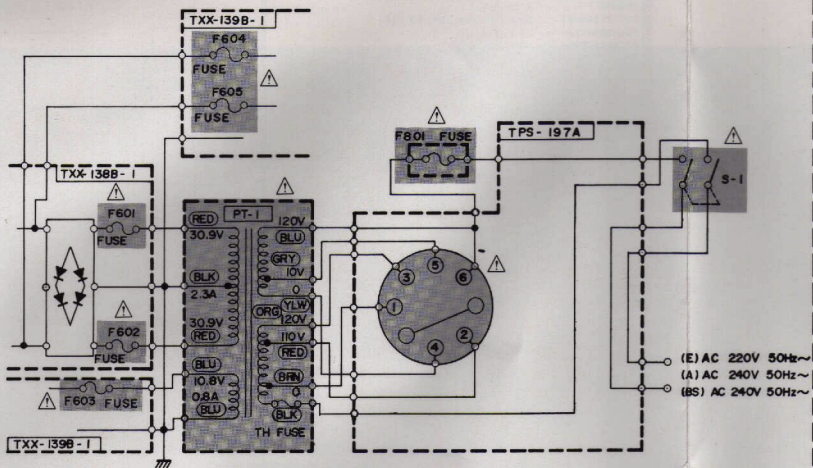 TXX-139B-1
F604
FUSE
F605
FUSE
F801 FUSE
TPS-197A
S-1
TXX-138B-1
F601
FUSE
F602
FUSE
F603 FUSE
TXX-139B-1
PT-1
RED
30.9V
BLK
2.3A
30.9V
RED
BLU
10.8V
0.8A
BLU
120V
BLU
GRY
10V
0
ORG YLW
120V
110V
RED
BRN
0
BLK
TH FUSE
5
3
6
1
2
4
(E) AC 220V 50Hz~
(A) AC 240V 50Hz~
(BS) AC 240V 50Hz~